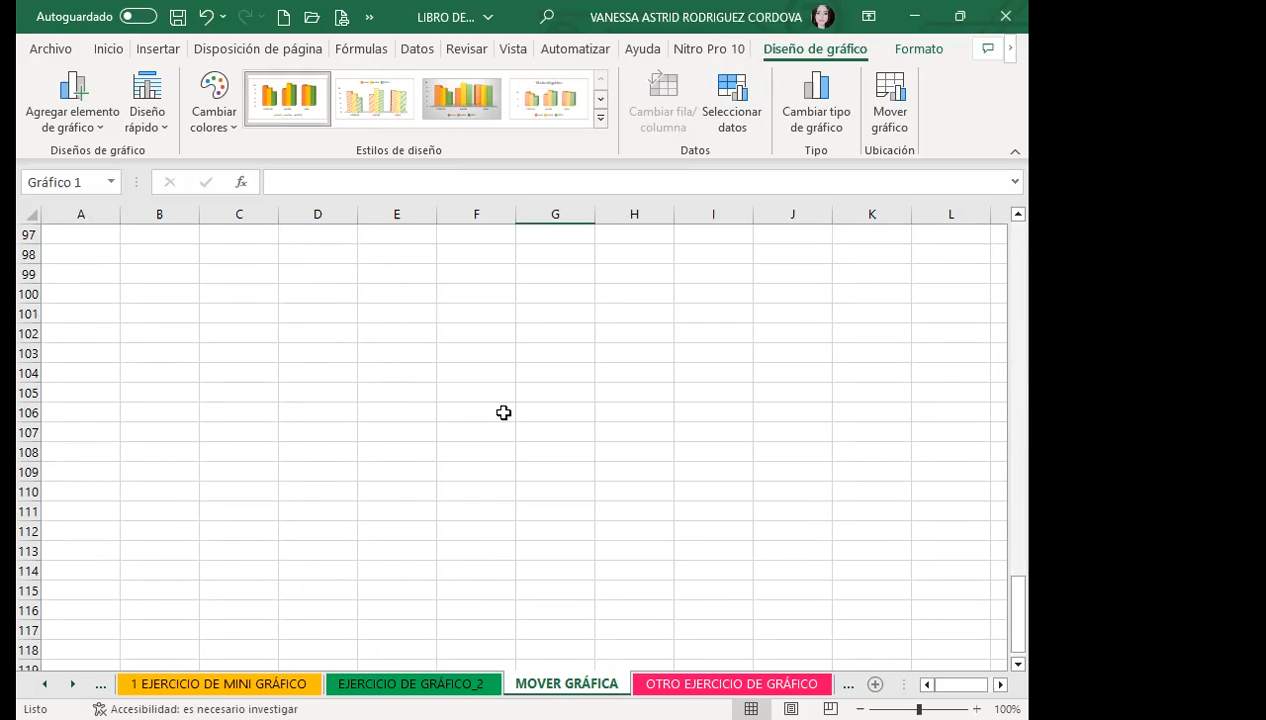 Autoguardado LIBRO DE... VANESSA ASTRID RODRIGUEZ CORDOVA
Archivo Inicio Insertar Disposición de página Fórmulas Datos Revisar Vista Automatizar Ayuda Nitro Pro 10 Diseño de gráfico Formato
Agregar elemento de gráfico
Diseño rápido
Cambiar colores
Cambiar fila/ columna
Seleccionar datos
Cambiar tipo de gráfico
Mover gráfico
Diseños de gráfico Estilos de diseño Datos Tipo Ubicación
Gráfico 1 fx
A B C D E F G H I J K L
97
98
99
100
101
102
103
104
105
106
107
108
109
110
111
112
113
114
115
116
117
118
119
... 1 EJERCICIO DE MINI GRÁFICO EJERCICIO DE GRÁFICO_2 MOVER GRÁFICA OTRO EJERCICIO DE GRÁFICO ...
Listo Accesibilidad: es necesario investigar 100%